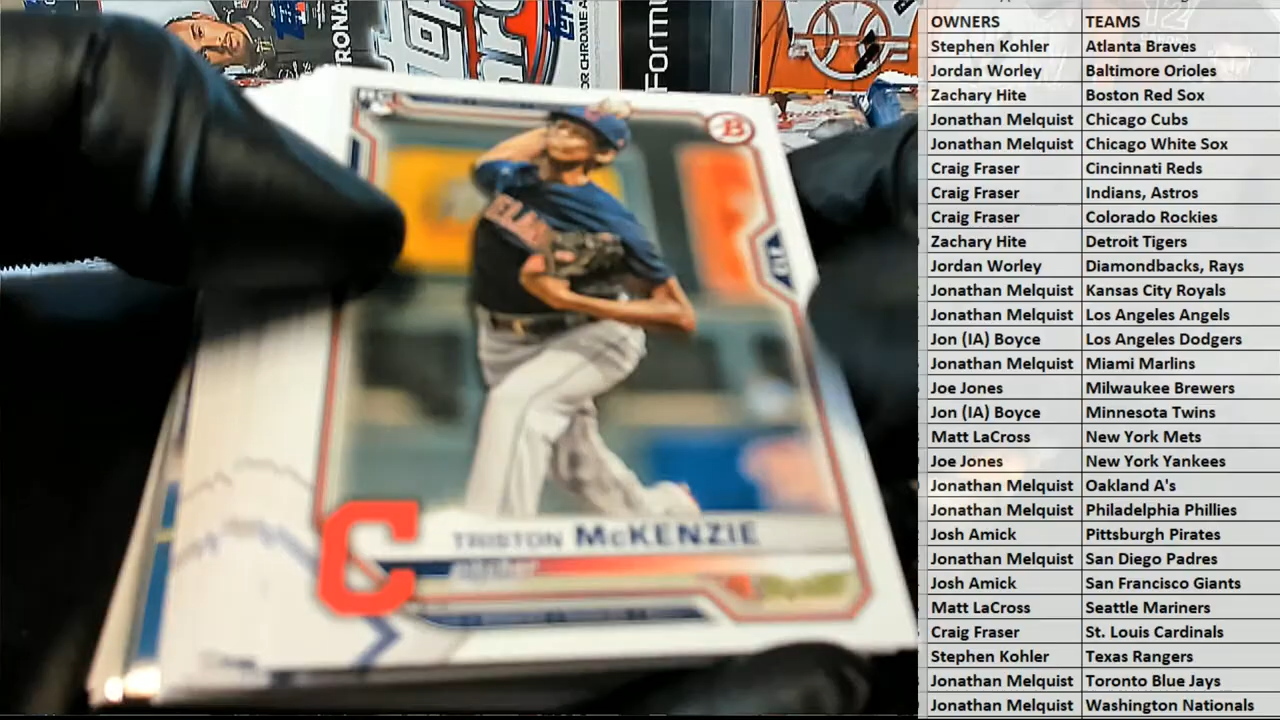 RONA
Formu
OR CHROME A
B
RC
ELA
TRISTON McKENZIE
C
OWNERS TEAMS
Stephen Kohler Atlanta Braves
Jordan Worley Baltimore Orioles
Zachary Hite Boston Red Sox
Jonathan Melquist Chicago Cubs
Jonathan Melquist Chicago White Sox
Craig Fraser Cincinnati Reds
Craig Fraser Indians, Astros
Craig Fraser Colorado Rockies
Zachary Hite Detroit Tigers
Jordan Worley Diamondbacks, Rays
Jonathan Melquist Kansas City Royals
Jonathan Melquist Los Angeles Angels
Jon (IA) Boyce Los Angeles Dodgers
Jonathan Melquist Miami Marlins
Joe Jones Milwaukee Brewers
Jon (IA) Boyce Minnesota Twins
Matt LaCross New York Mets
Joe Jones New York Yankees
Jonathan Melquist Oakland A's
Jonathan Melquist Philadelphia Phillies
Josh Amick Pittsburgh Pirates
Jonathan Melquist San Diego Padres
Josh Amick San Francisco Giants
Matt LaCross Seattle Mariners
Craig Fraser St. Louis Cardinals
Stephen Kohler Texas Rangers
Jonathan Melquist Toronto Blue Jays
Jonathan Melquist Washington Nationals